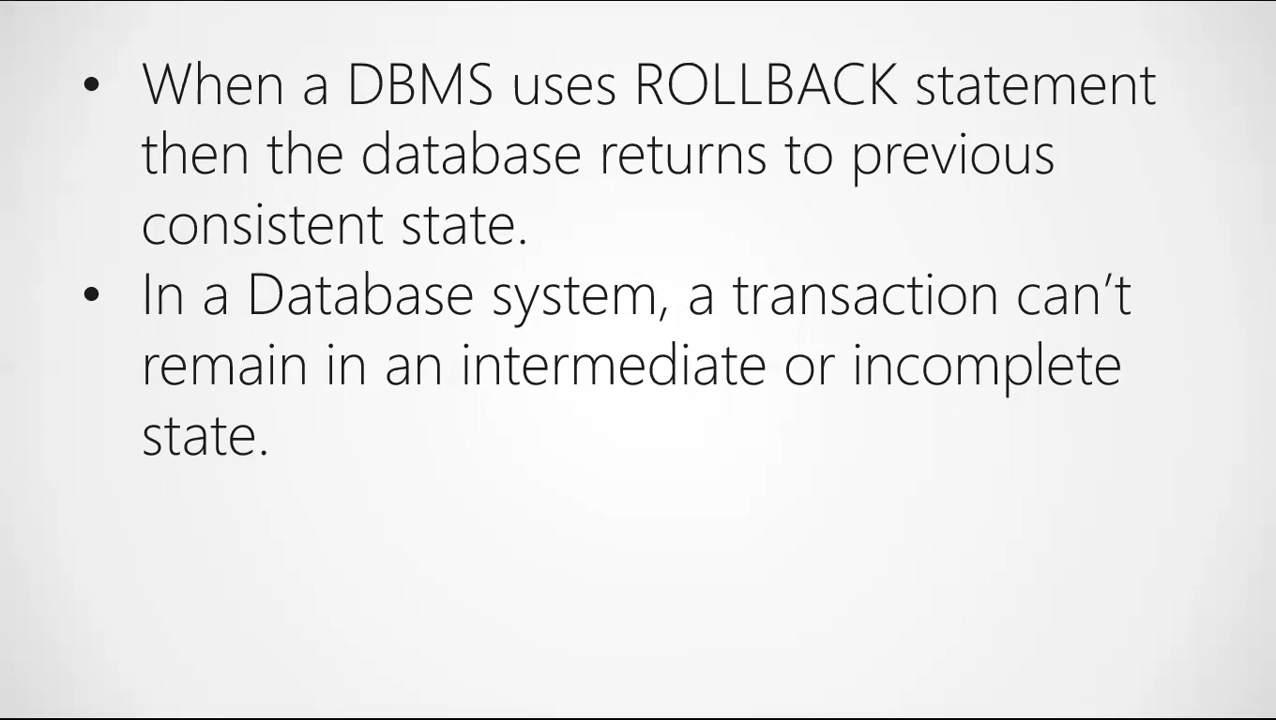 • When a DBMS uses ROLLBACK statement
then the database returns to previous
consistent state.
• In a Database system, a transaction can’t
remain in an intermediate or incomplete
state.